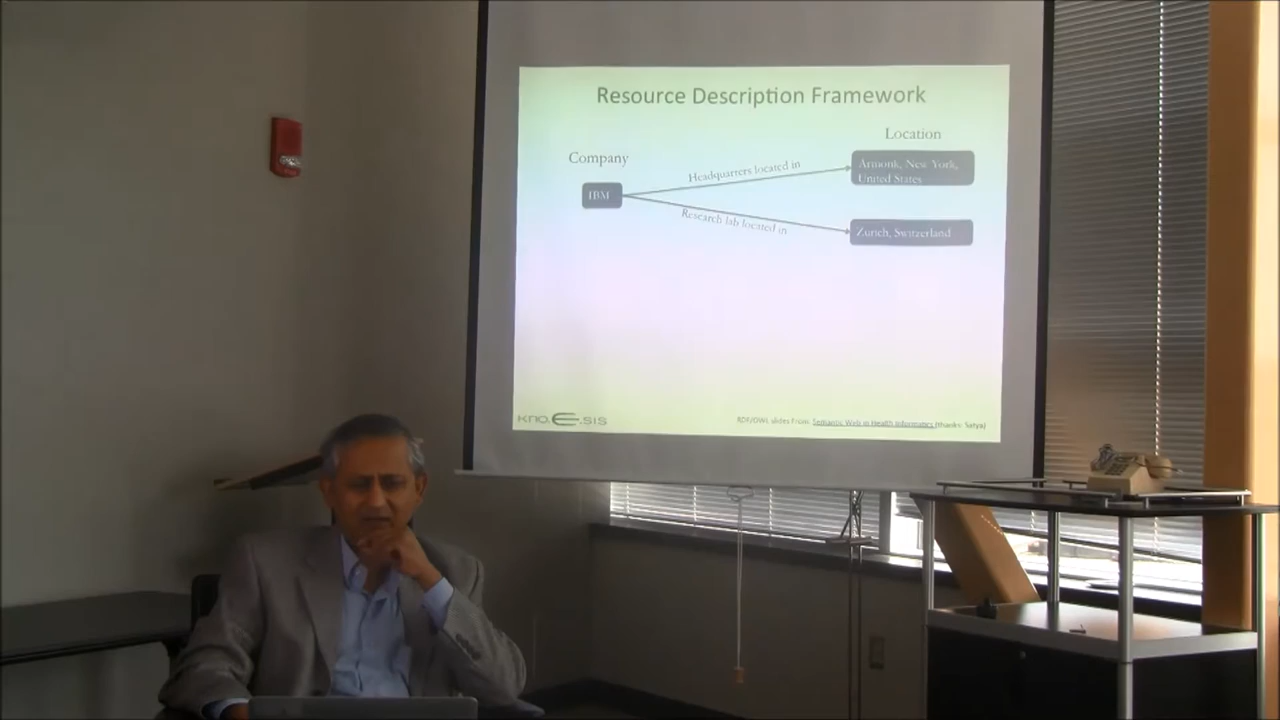 Resource Description Framework
Location
Company
Headquarters located in
Armonk, New York,
United States
IBM
Research lab located in
Zurich, Switzerland
kno.e.sis
RDF/OWL slides From: Semantic Web in Health Informatics (thanks: Satya)